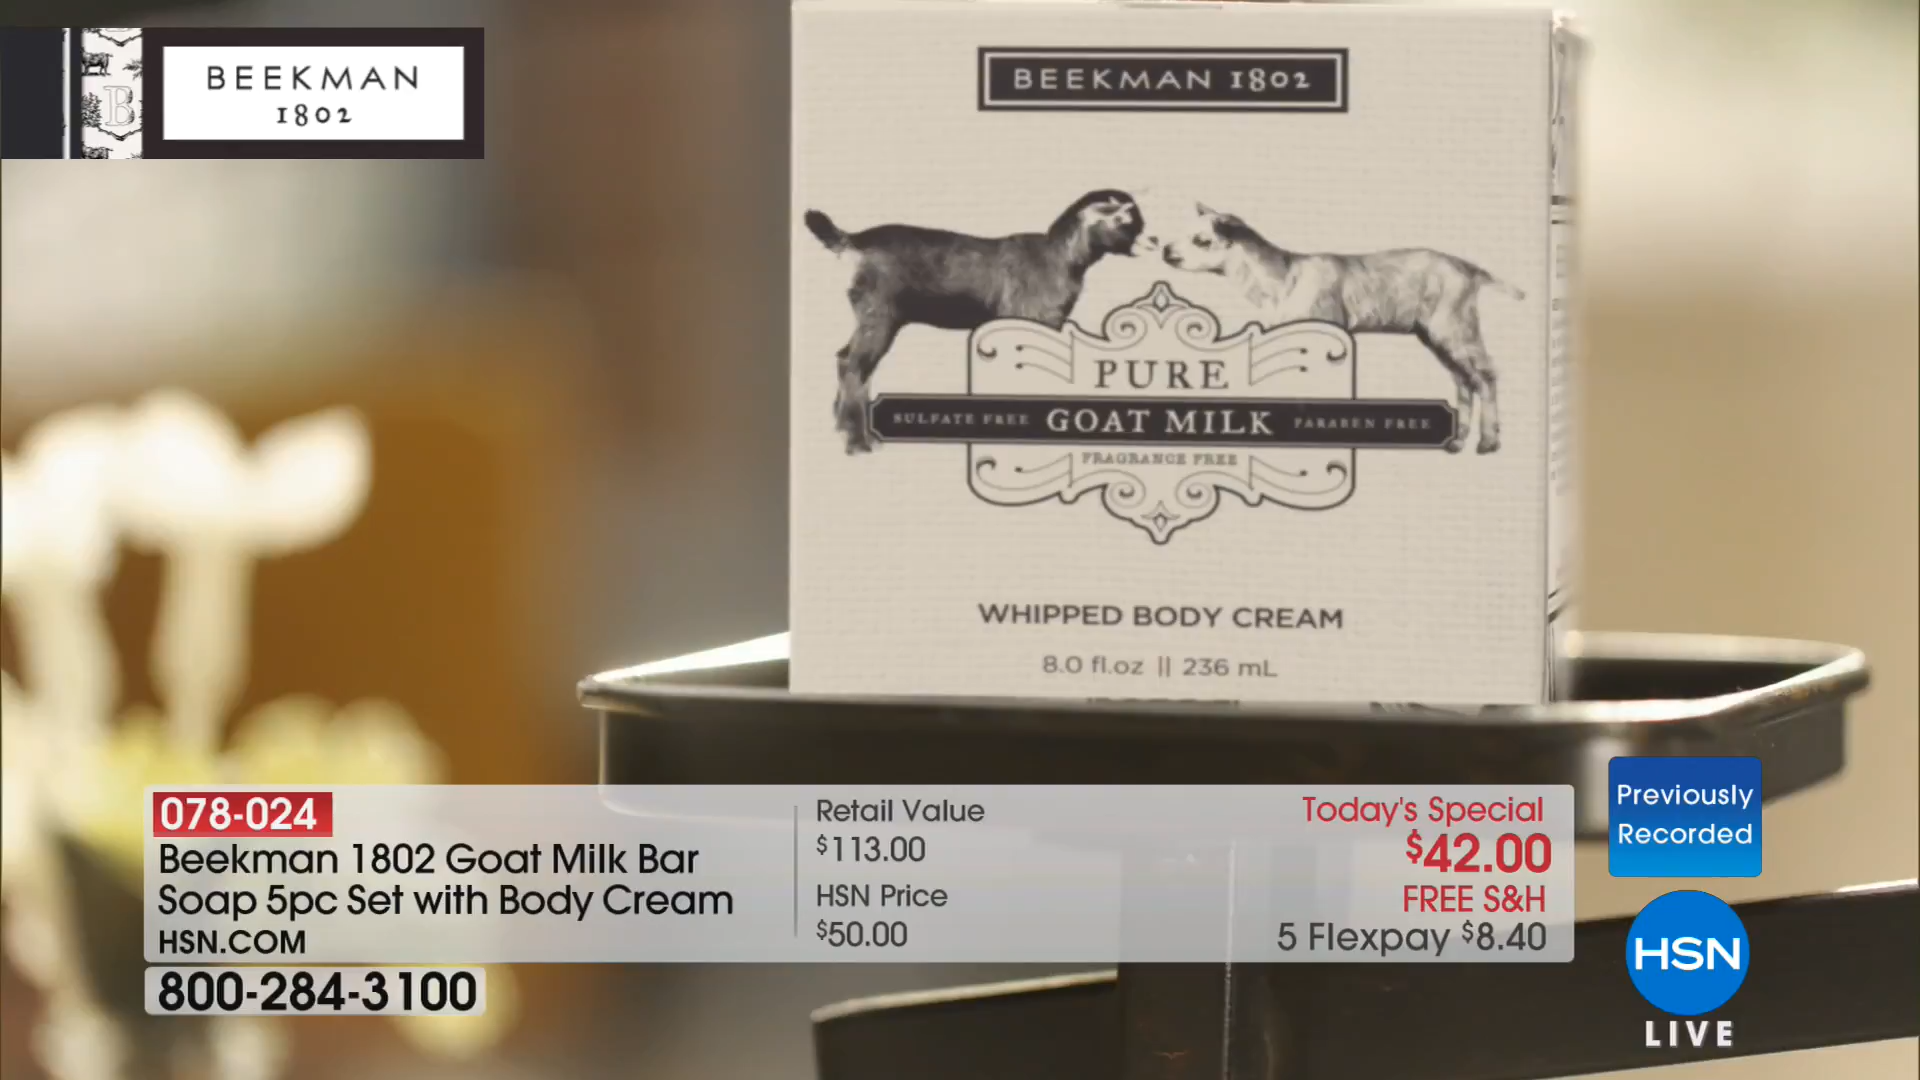 BEEKMAN
1802
BEEKMAN 1802
PURE
SULFATE FREE GOAT MILK PARABEN FREE
FRAGRANCE FREE
WHIPPED BODY CREAM
8.0 fl.oz || 236 mL
078-024
Beekman 1802 Goat Milk Bar
Soap 5pc Set with Body Cream
HSN.COM
800-284-3100
Retail Value
$113.00
HSN Price
$50.00
Today's Special
$42.00
FREE S&H
5 Flexpay $8.40
Previously
Recorded
HSN
LIVE